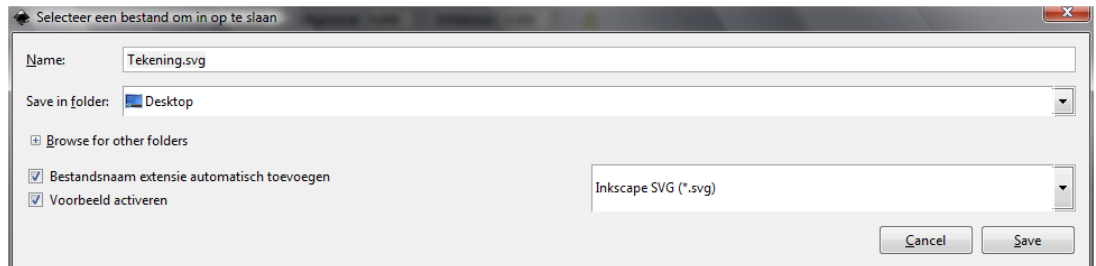 Selecteer een bestand om in op te slaan
Name: Tekening.svg
Save in folder: Desktop
Browse for other folders
Bestandsnaam extensie automatisch toevoegen
Inkscape SVG (*.svg)
Voorbeeld activeren
Cancel Save